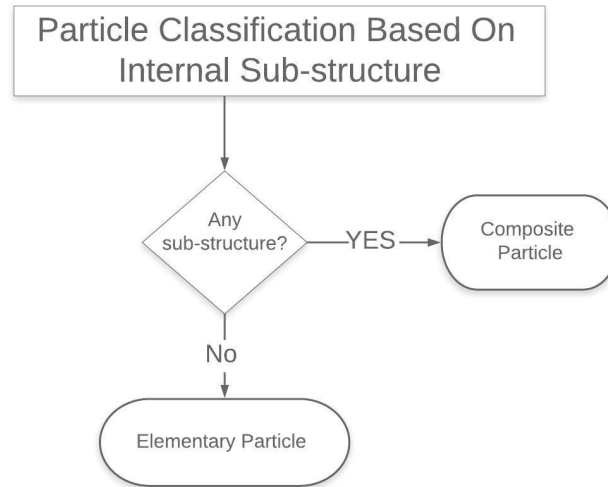 Particle Classification Based On
Internal Sub-structure
Any
sub-structure?
YES
Composite
Particle
No
Elementary Particle